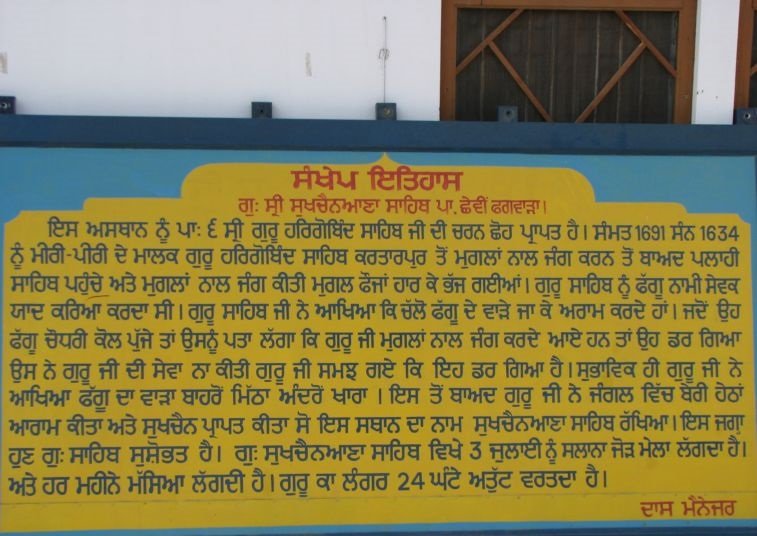 ਸੰਖੇਪ ਇਤਿਹਾਸ
ਗੁ: ਸ੍ਰੀ ਸੁਖਚੈਨਆਣਾ ਸਾਹਿਬ ਪਾ. ਛੇਵੀਂ ਫਗਵਾੜਾ।
ਇਸ ਅਸਥਾਨ ਨੂੰ ਪਾ: ੬ ਸ੍ਰੀ ਗੁਰੂ ਹਰਿਗੋਬਿੰਦ ਸਾਹਿਬ ਜੀ ਦੀ ਚਰਨ ਛੋਹ ਪ੍ਰਾਪਤ ਹੈ। ਸੰਮਤ 1691 ਸੰਨ 1634
ਨੂੰ ਮੀਰੀ-ਪੀਰੀ ਦੇ ਮਾਲਕ ਗੁਰੂ ਹਰਿਗੋਬਿੰਦ ਸਾਹਿਬ ਕਰਤਾਰਪੁਰ ਤੋਂ ਮੁਗਲਾਂ ਨਾਲ ਜੰਗ ਕਰਨ ਤੋਂ ਬਾਅਦ ਪਲਾਹੀ
ਸਾਹਿਬ ਪਹੁੰਚੇ ਅਤੇ ਮੁਗਲਾਂ ਨਾਲ ਜੰਗ ਕੀਤੀ ਮੁਗਲ ਫੌਜਾਂ ਹਾਰ ਕੇ ਭੱਜ ਗਈਆਂ। ਗੁਰੂ ਸਾਹਿਬ ਨੂੰ ਫੱਗੂ ਨਾਮੀ ਸੇਵਕ
ਯਾਦ ਕਰਿਆ ਕਰਦਾ ਸੀ। ਗੁਰੂ ਸਾਹਿਬ ਜੀ ਨੇ ਆਖਿਆ ਕਿ ਚੱਲੋ ਫੱਗੂ ਦੇ ਵਾੜੇ ਜਾ ਕੇ ਅਰਾਮ ਕਰਦੇ ਹਾਂ। ਜਦੋਂ ਉਹ
ਫੱਗੂ ਚੌਧਰੀ ਕੋਲ ਪੁੱਜੇ ਤਾਂ ਉਸਨੂੰ ਪਤਾ ਲੱਗਾ ਕਿ ਗੁਰੂ ਜੀ ਮੁਗਲਾਂ ਨਾਲ ਜੰਗ ਕਰਦੇ ਆਏ ਹਨ ਤਾਂ ਉਹ ਡਰ ਗਿਆ
ਉਸ ਨੇ ਗੁਰੂ ਜੀ ਦੀ ਸੇਵਾ ਨਾ ਕੀਤੀ ਗੁਰੂ ਜੀ ਸਮਝ ਗਏ ਕਿ ਇਹ ਡਰ ਗਿਆ ਹੈ। ਸੁਭਾਵਿਕ ਹੀ ਗੁਰੂ ਜੀ ਨੇ
ਆਖਿਆ ਫੱਗੂ ਦਾ ਵਾੜਾ ਬਾਹਰੋਂ ਮਿੱਠਾ ਅੰਦਰੋਂ ਖਾਰਾ । ਇਸ ਤੋਂ ਬਾਅਦ ਗੁਰੂ ਜੀ ਨੇ ਜੰਗਲ ਵਿੱਚ ਬੇਰੀ ਹੇਠਾਂ
ਆਰਾਮ ਕੀਤਾ ਅਤੇ ਸੁਖਚੈਨ ਪ੍ਰਾਪਤ ਕੀਤਾ ਸੋ ਇਸ ਸਥਾਨ ਦਾ ਨਾਮ ਸੁਖਚੈਨਆਣਾ ਸਾਹਿਬ ਰੱਖਿਆ। ਇਸ ਜਗ੍ਹਾ
ਹੁਣ ਗੁ: ਸਾਹਿਬ ਸੁਸ਼ੋਭਤ ਹੈ। ਗੁ: ਸੁਖਚੈਨਆਣਾ ਸਾਹਿਬ ਵਿਖੇ 3 ਜੁਲਾਈ ਨੂੰ ਸਲਾਨਾ ਜੋੜ ਮੇਲਾ ਲੱਗਦਾ ਹੈ।
ਅਤੇ ਹਰ ਮਹੀਨੇ ਮੱਸਿਆ ਲੱਗਦੀ ਹੈ। ਗੁਰੂ ਕਾ ਲੰਗਰ 24 ਘੰਟੇ ਅਤੁੱਟ ਵਰਤਦਾ ਹੈ।
ਦਾਸ ਮੈਨੇਜਰ